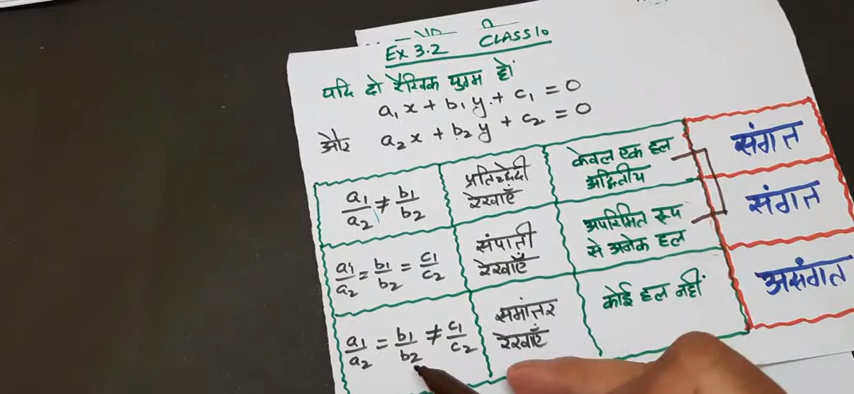 Ex 3.2 CLASS 10
यदि दो रैखिक युग्म हों
a₁x + b₁y + c₁ = 0
और a₂x + b₂y + c₂ = 0
a₁/a₂ ≠ b₁/b₂ प्रतिच्छेदी रेखाएँ केवल एक हल अद्वितीय संगत
a₁/a₂ = b₁/b₂ = c₁/c₂ संपाती रेखाएँ अपरिमित रूप से अनेक हल संगत
a₁/a₂ = b₁/b₂ ≠ c₁/c₂ समांतर रेखाएँ कोई हल नहीं असंगत